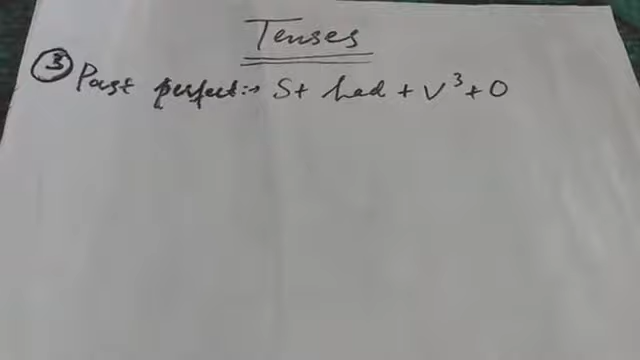 Tenses
③ Past perfect:→ S+ had + V³ + O